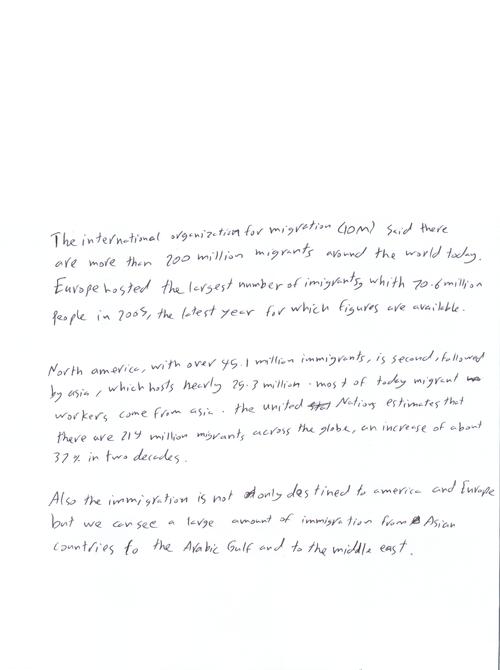 The international organization for migration (IOM) said there
are more than 200 million migrants around the world today.
Europe hosted the largest number of imigrants, whith 70.6 million
People in 2005, the latest year for which figures are available.
North america, with over 45.1 million immigrants, is second, followed
by asia, which hosts nearly 25.3 million. most of today migrant
workers come from asia. the united Nations estimates that
there are 214 million migrants across the globe, an increase of about
37% in two decades.
Also the immigration is not only destined to america and Europe
but we can see a large amount of immigration from Asian
countries to the Arabic Gulf and to the middle east.